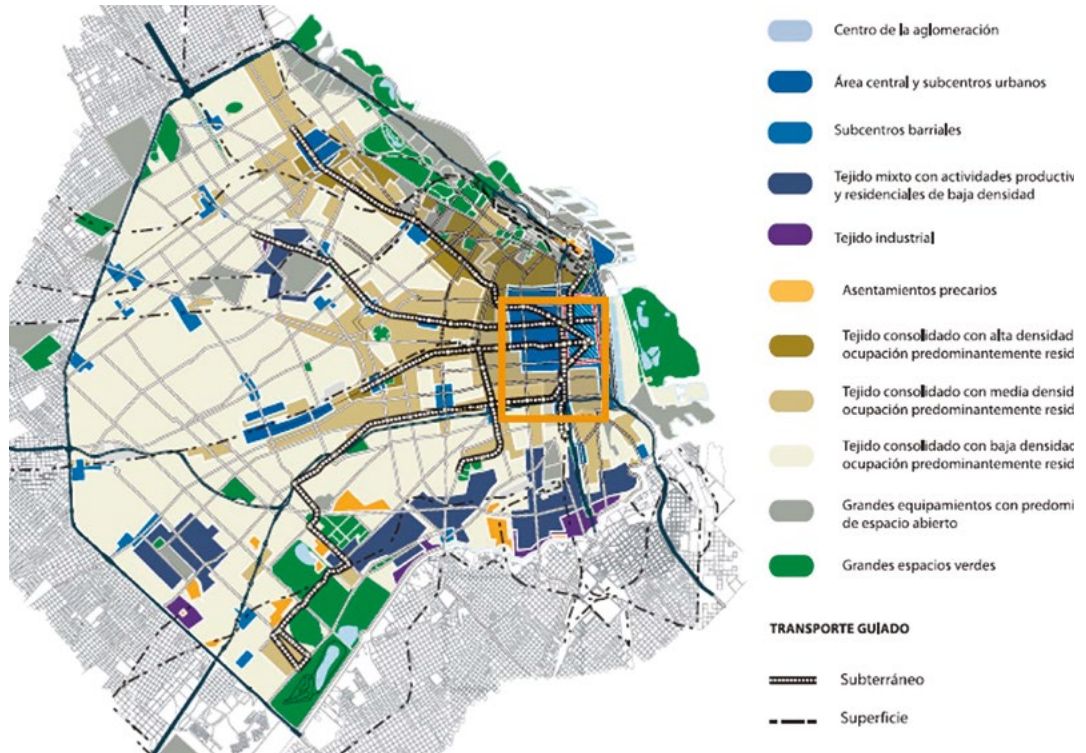 Centro de la aglomeración
Área central y subcentros urbanos
Subcentros barriales
Tejido mixto con actividades productiv
y residenciales de baja densidad
Tejido industrial
Asentamientos precarios
Tejido consolidado con alta densidad
ocupación predominantemente resid
Tejido consolidado con media densid
ocupación predominantemente resid
Tejido consolidado con baja densidad
ocupación predominantemente resid
Grandes equipamientos con predomi
de espacio abierto
Grandes espacios verdes
TRANSPORTE GUIADO
Subterráneo
Superficie